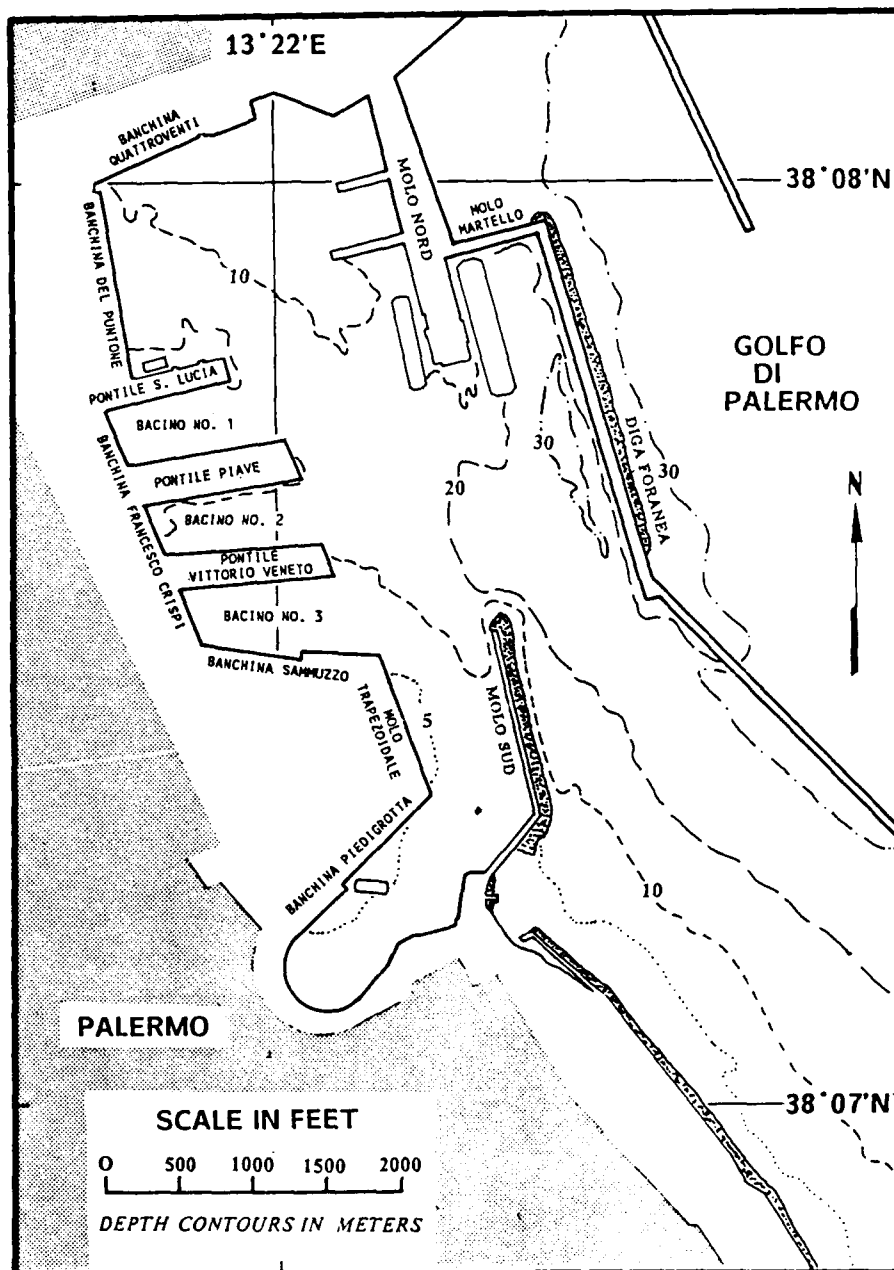 13°22'E
BANCHINA
QUATTROVENTI
38°08'N
MOLO NORD
MOLO
MARTELLO
BANCHINA DEL PUNTONE
10
GOLFO
DI
PALERMO
PONTILE S. LUCIA
BACINO NO. 1
BANCHINA FRANCESCO CRISPI
PONTILE PIAVE
30
DIGA FORANEA
30
20
N
BACINO NO. 2
PONTILE
VITTORIO VENETO
BACINO NO. 3
BANCHINA SAMMUZZO
MOLO
TRAPEZOIDALE
5
MOLO SUD
BANCHINA PIEDIGROTTA
10
PALERMO
38°07'N
SCALE IN FEET
0 500 1000 1500 2000
DEPTH CONTOURS IN METERS